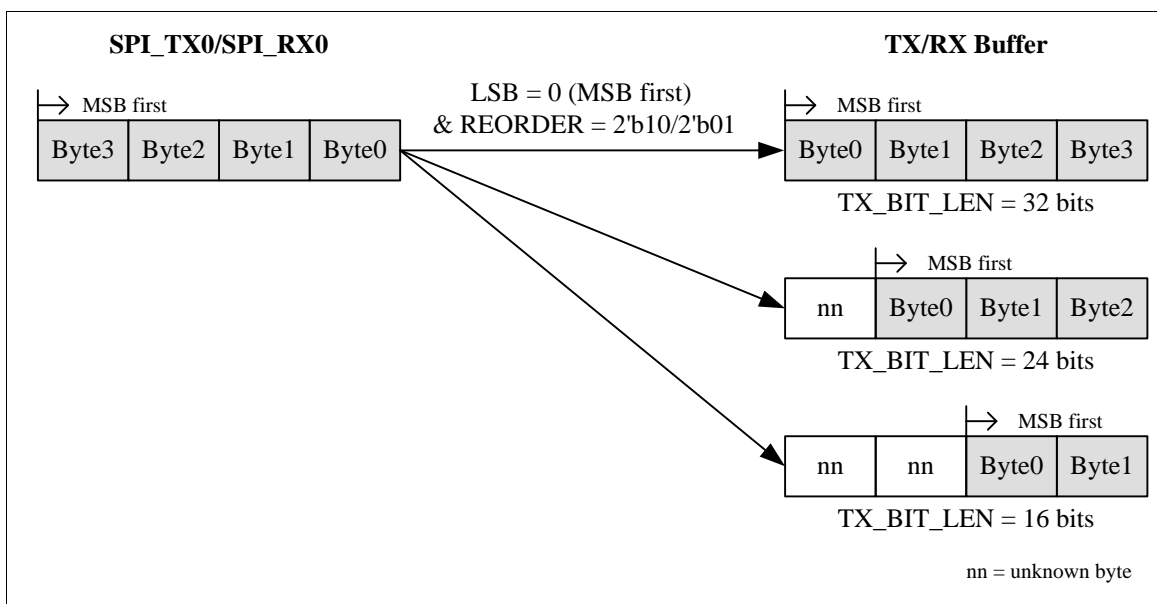 SPI_TX0/SPI_RX0
TX/RX Buffer
MSB first
LSB = 0 (MSB first)
& REORDER = 2'b10/2'b01
MSB first
Byte3 Byte2 Byte1 Byte0
Byte0 Byte1 Byte2 Byte3
TX_BIT_LEN = 32 bits
MSB first
nn Byte0 Byte1 Byte2
TX_BIT_LEN = 24 bits
MSB first
nn nn Byte0 Byte1
TX_BIT_LEN = 16 bits
nn = unknown byte